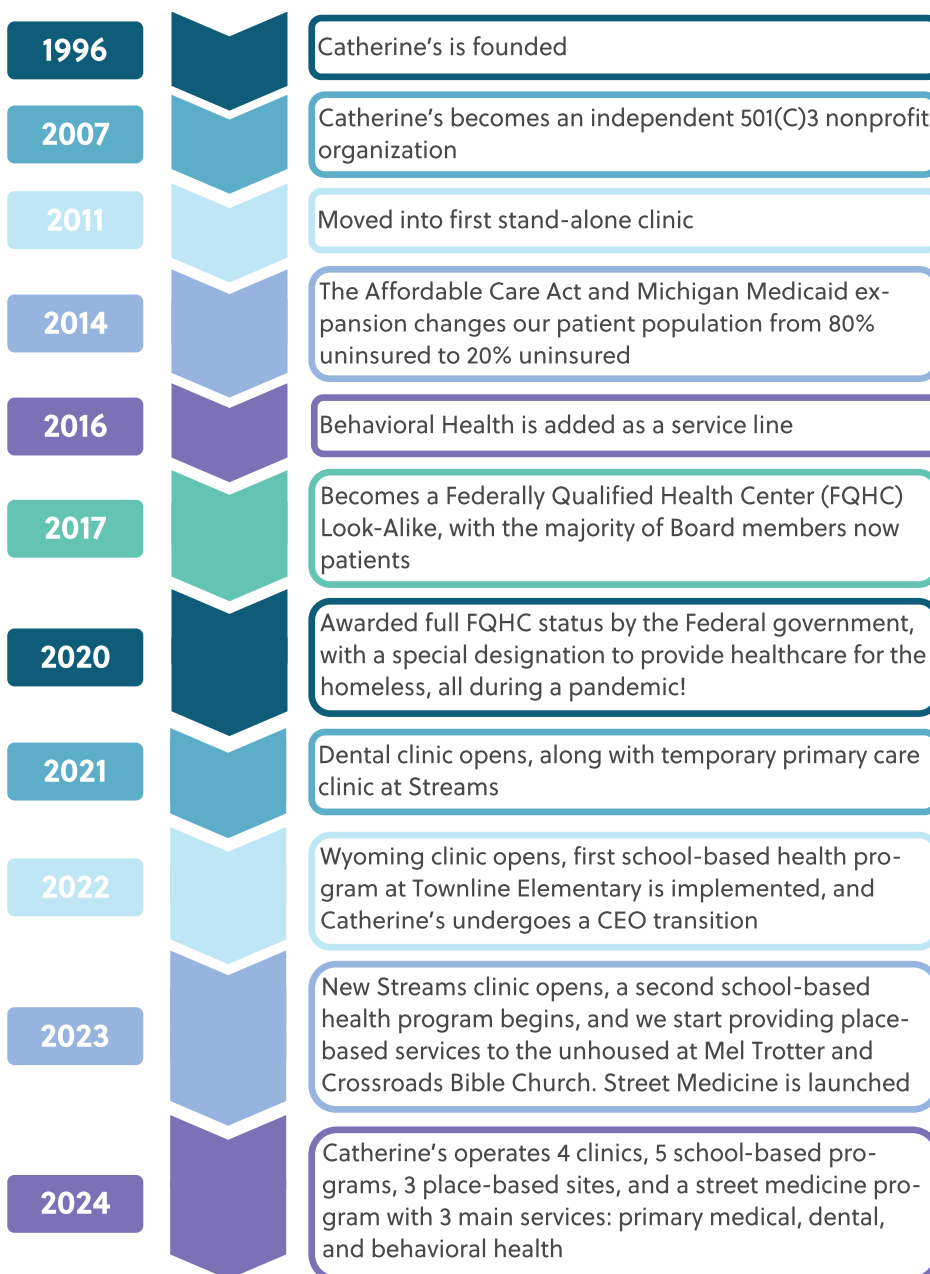 1996
Catherine’s is founded
2007
Catherine’s becomes an independent 501(C)3 nonprofit
organization
2011
Moved into first stand-alone clinic
2014
The Affordable Care Act and Michigan Medicaid ex-
pansion changes our patient population from 80%
uninsured to 20% uninsured
2016
Behavioral Health is added as a service line
2017
Becomes a Federally Qualified Health Center (FQHC)
Look-Alike, with the majority of Board members now
patients
2020
Awarded full FQHC status by the Federal government,
with a special designation to provide healthcare for the
homeless, all during a pandemic!
2021
Dental clinic opens, along with temporary primary care
clinic at Streams
2022
Wyoming clinic opens, first school-based health pro-
gram at Townline Elementary is implemented, and
Catherine’s undergoes a CEO transition
2023
New Streams clinic opens, a second school-based
health program begins, and we start providing place-
based services to the unhoused at Mel Trotter and
Crossroads Bible Church. Street Medicine is launched
2024
Catherine’s operates 4 clinics, 5 school-based pro-
grams, 3 place-based sites, and a street medicine pro-
gram with 3 main services: primary medical, dental,
and behavioral health